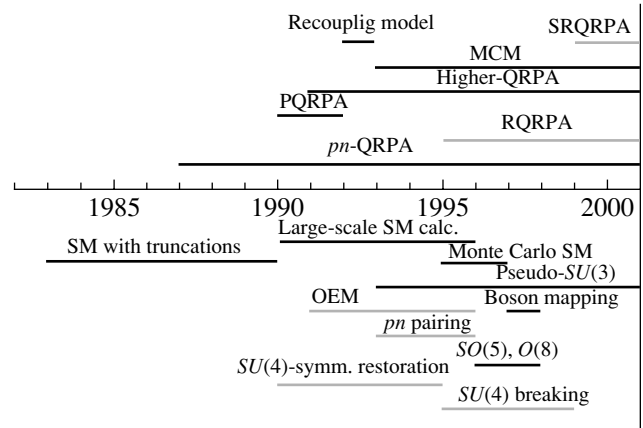 Recouplig model
SRQRPA
MCM
Higher-QRPA
PQRPA
RQRPA
pn-QRPA
1985 1990 1995 2000
Large-scale SM calc.
SM with truncations
Monte Carlo SM
Pseudo-SU(3)
OEM
Boson mapping
pn pairing
SO(5), O(8)
SU(4)-symm. restoration
SU(4) breaking